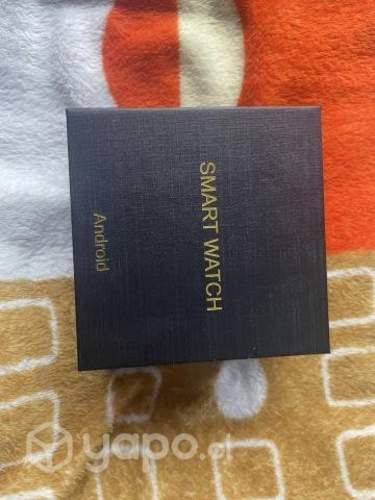 SMART WATCH
Android
yapo.cl